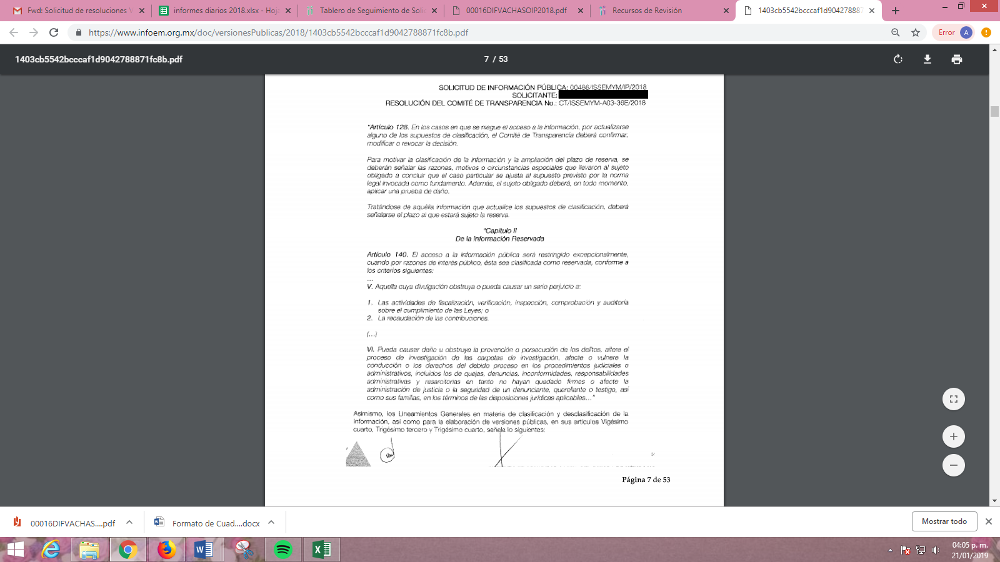 Fwd: Solicitud de resoluciones V
informes diarios 2018.xlsx - Hoja
Tablero de Seguimiento de Solic
00016DIFVACHASOIP2018.pdf
Recursos de Revisión
1403cb5542bcccaf1d9042788871
https://www.infoem.org.mx/doc/versionesPublicas/2018/1403cb5542bcccaf1d9042788871fc8b.pdf
Error A
1403cb5542bcccaf1d9042788871fc8b.pdf
7 / 53
SOLICITUD DE INFORMACIÓN PÚBLICA: 00486/ISSEMYM/IP/2018
SOLICITANTE:
RESOLUCIÓN DEL COMITÉ DE TRANSPARENCIA No.: CT/ISSEMYM-A03-36E/2018
"Artículo 128. En los casos en que se niegue el acceso a la información, por actualizarse
alguno de los supuestos de clasificación, el Comité de Transparencia deberá confirmar,
modificar o revocar la decisión.
Para motivar la clasificación de la información y la ampliación del plazo de reserva, se
deberán señalar las razones, motivos o circunstancias especiales que llevaron al sujeto
obligado a concluir que el caso particular se ajusta al supuesto previsto por la norma
legal invocada como fundamento. Además, el sujeto obligado deberá, en todo momento,
aplicar una prueba de daño.
Tratándose de aquélla información que actualice los supuestos de clasificación, deberá
señalarse el plazo al que estará sujeto la reserva.
"Capítulo II
De la Información Reservada
Artículo 140. El acceso a la información pública será restringido excepcionalmente,
cuando por razones de interés público, ésta sea clasificada como reservada, conforme a
los criterios siguientes:
...
V. Aquella cuya divulgación obstruya o pueda causar un serio perjuicio a:
1. Las actividades de fiscalización, verificación, inspección, comprobación y auditoría
sobre el cumplimiento de las Leyes; o
2. La recaudación de las contribuciones.
(...)
VI. Pueda causar daño u obstruya la prevención o persecución de los delitos, altere el
proceso de investigación de las carpetas de investigación, afecte o vulnere la
conducción o los derechos del debido proceso en los procedimientos judiciales o
administrativos, incluidos los de quejas, denuncias, inconformidades, responsabilidades
administrativas y resarcitorias en tanto no hayan quedado firmes o afecte la
administración de justicia o la seguridad de un denunciante, querellante o testigo, así
como sus familias, en los términos de las disposiciones jurídicas aplicables..."
Asimismo, los Lineamientos Generales en materia de clasificación y desclasificación de la
Información, así como para la elaboración de versiones públicas, en sus artículos Vigésimo
cuarto, Trigésimo tercero y Trigésimo cuarto, señala lo siguientes:
Página 7 de 53
00016DIFVACHAS....pdf
Formato de Cuad....docx
Mostrar todo
04:05 p. m.
21/01/2019